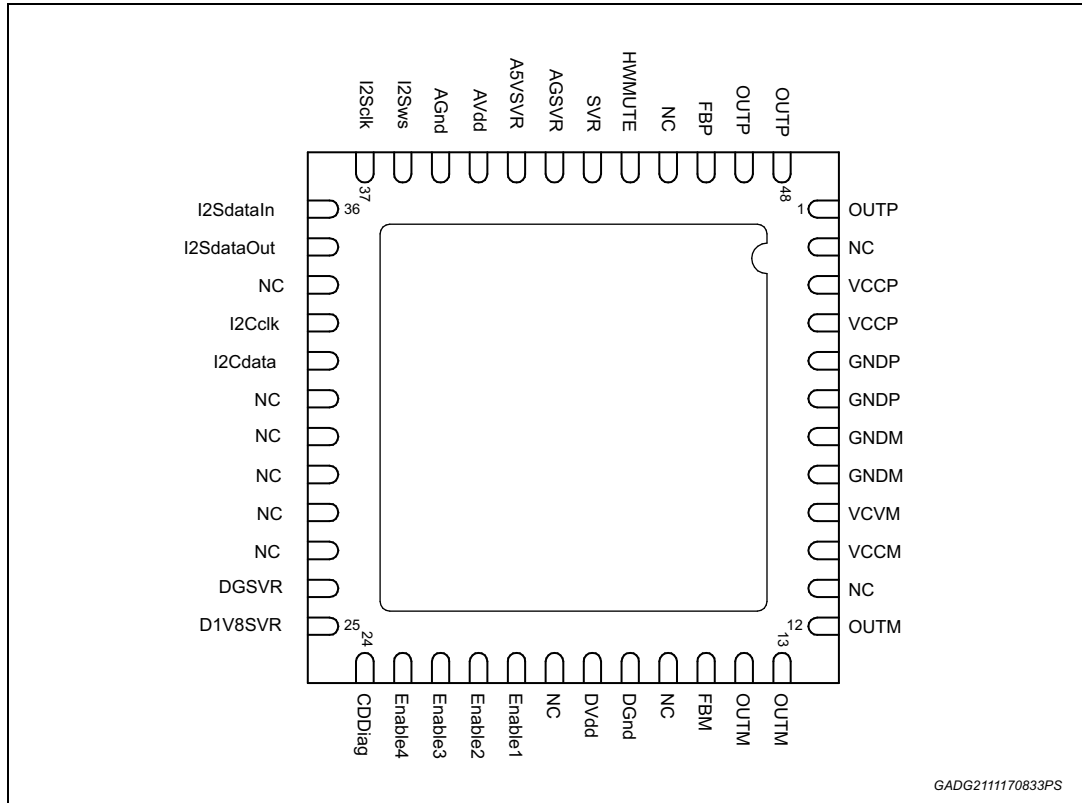 I2Sclk
I2Sws
AGnd
AVdd
A5VSVR
AGSVR
SVR
HWMUTE
NC
FBP
OUTP
OUTP
37
48
I2SdataIn
36
1
OUTP
I2SdataOut
NC
NC
VCCP
I2Cclk
VCCP
I2Cdata
GNDP
NC
GNDP
NC
GNDM
NC
GNDM
NC
VCVM
NC
VCCM
DGSVR
NC
D1V8SVR
25
12
OUTM
24
13
CDDiag
Enable4
Enable3
Enable2
Enable1
NC
DVdd
DGnd
NC
FBM
OUTM
OUTM
GADG2111170833PS